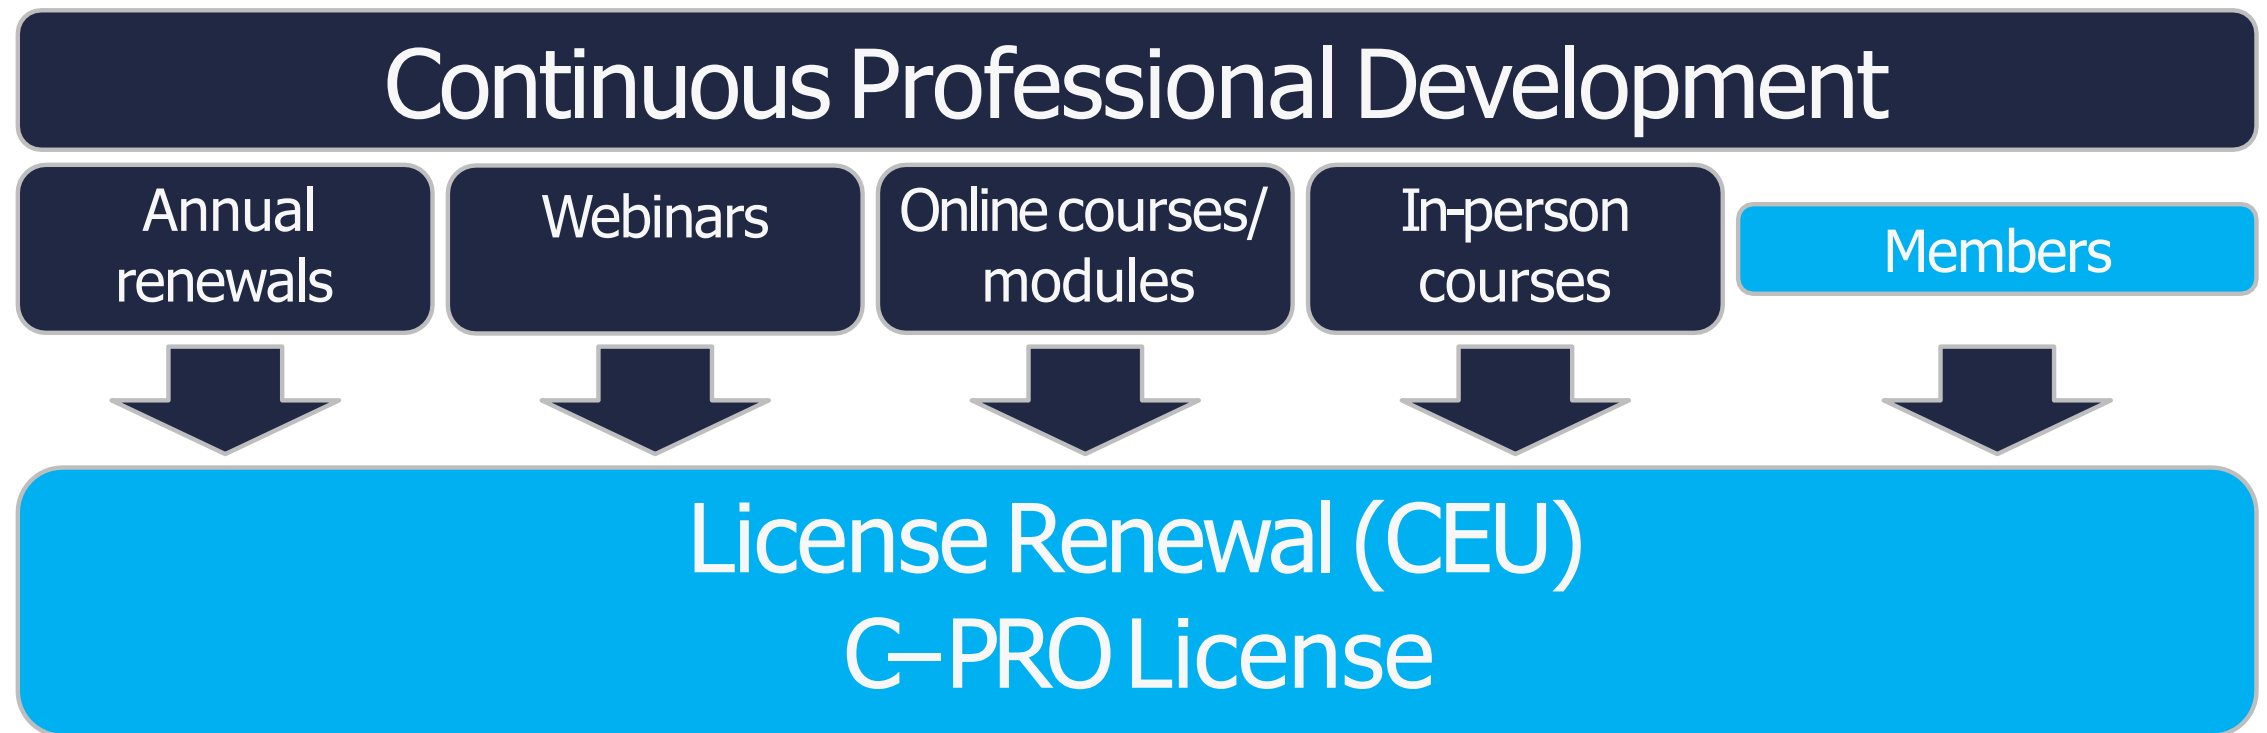 Continuous Professional Development
Annual
renewals
Webinars
Online courses/
modules
In-person
courses
Members
License Renewal (CEU)
C–PRO License